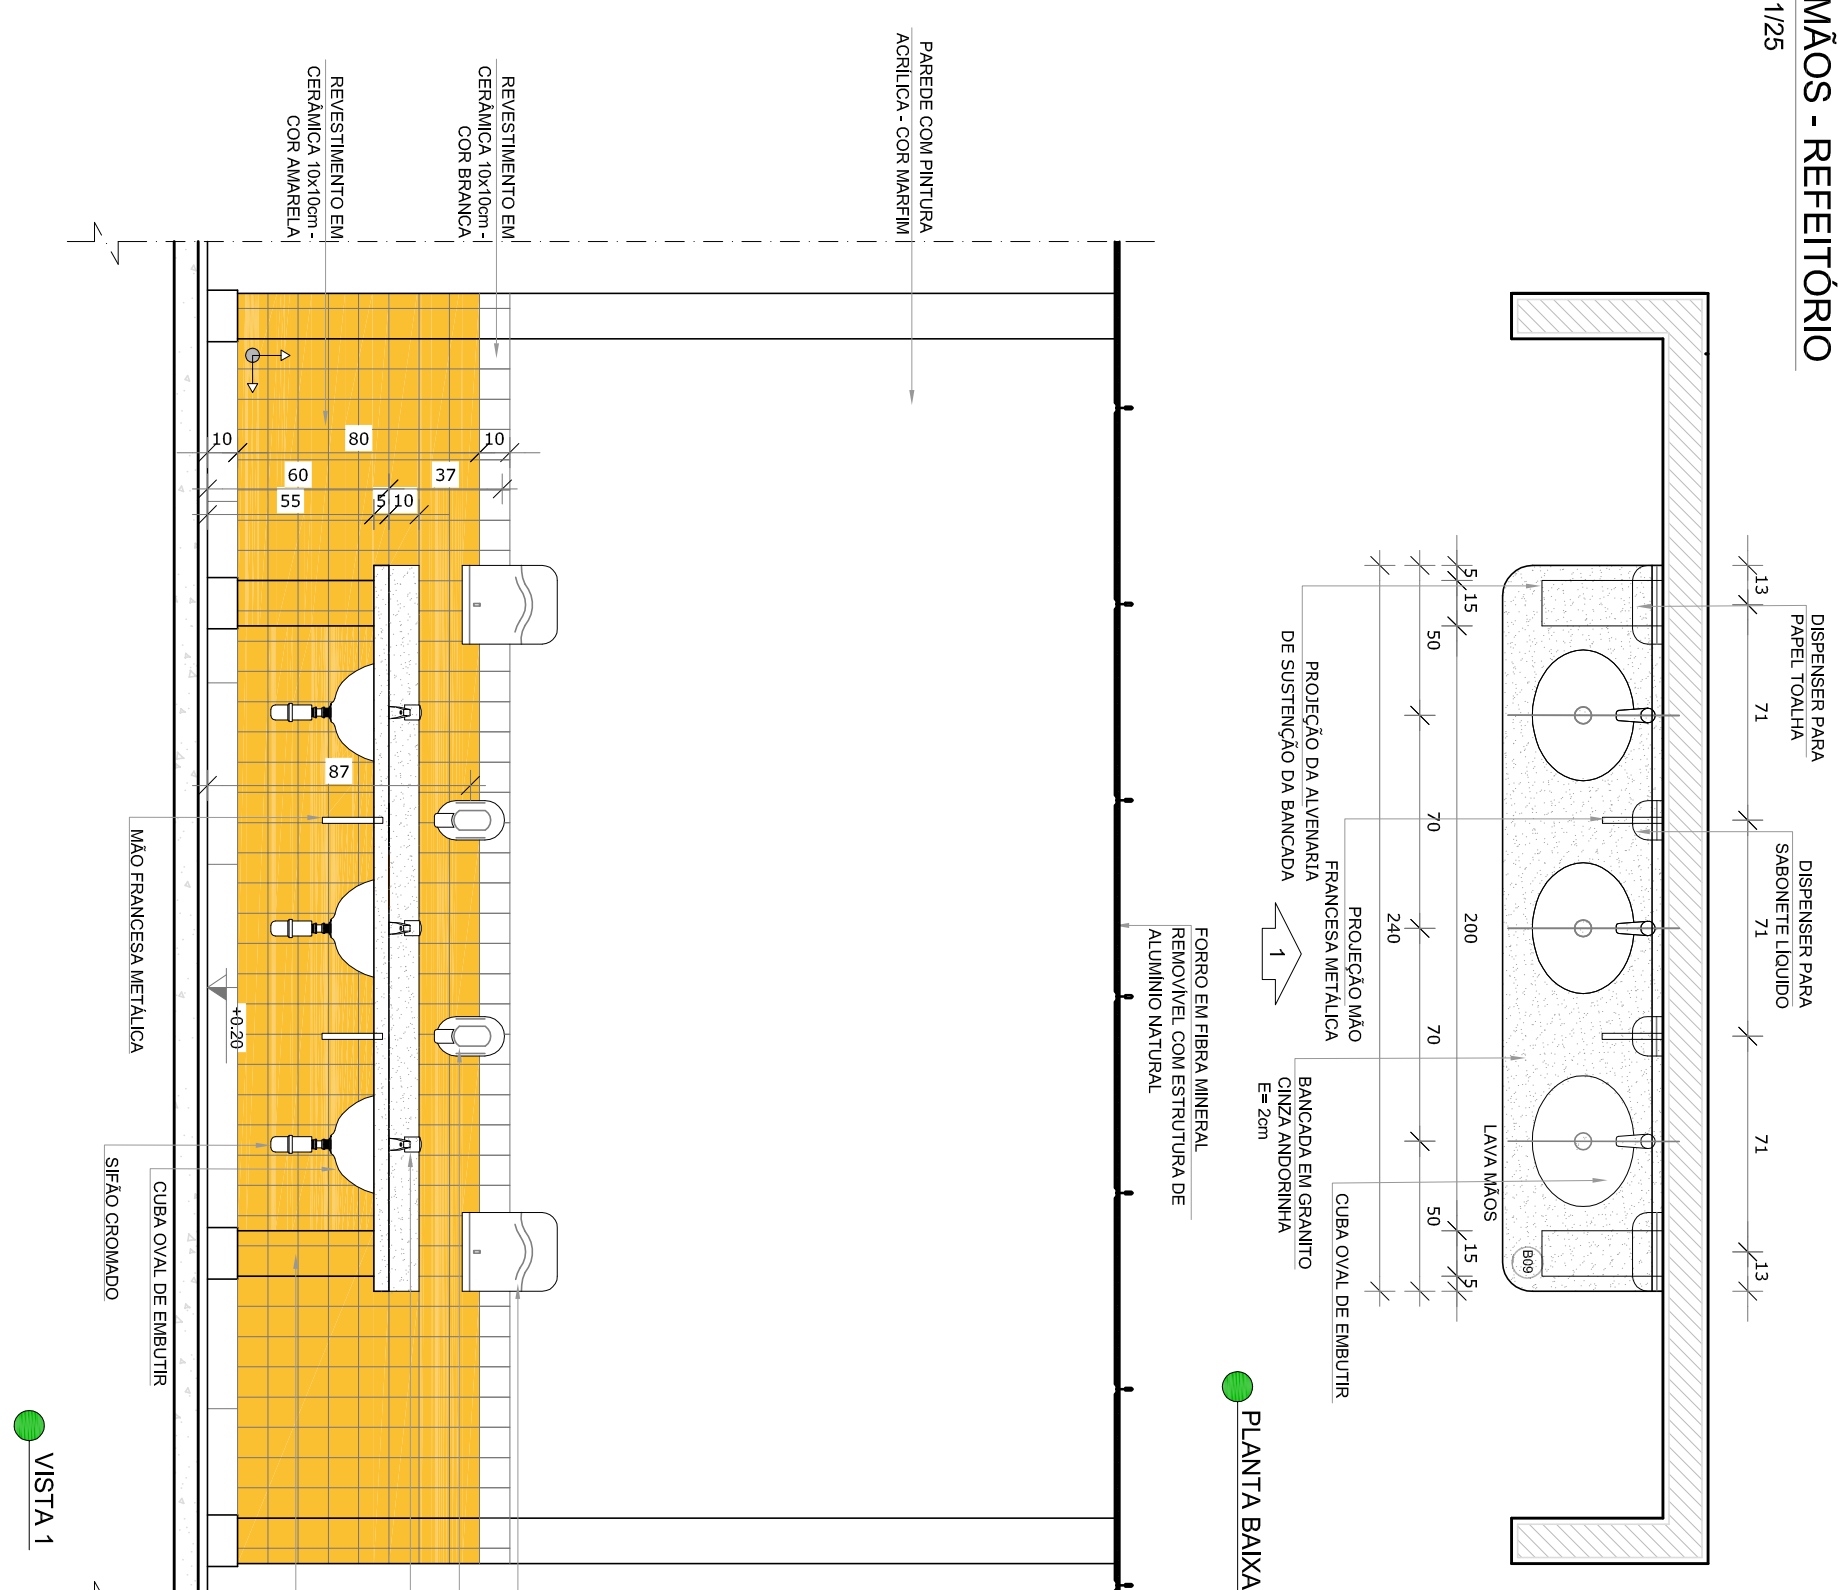 MÃOS - REFEITÓRIO
1/25
DISPENSER PARA
PAPEL TOALHA
DISPENSER PARA
SABONETE LÍQUIDO
13
71
71
71
13
B09
LAVA MÃOS
5
15
200
15
5
50
70
70
50
240
PROJEÇÃO DA ALVENARIA
DE SUSTENÇÃO DA BANCADA
PROJEÇÃO MÃO
FRANCESA METÁLICA
1
BANCADA EM GRANITO
CINZA ANDORINHA
E= 2cm
CUBA OVAL DE EMBUTIR
PLANTA BAIXA
FORRO EM FIBRA MINERAL
REMOVÍVEL COM ESTRUTURA DE
ALUMÍNIO NATURAL
PAREDE COM PINTURA
ACRÍLICA - COR MARFIM
REVESTIMENTO EM
CERÂMICA 10x10cm -
COR BRANCA
REVESTIMENTO EM
CERÂMICA 10x10cm -
COR AMARELA
10
80
10
60
37
55
5
10
87
+0.20
MÃO FRANCESA METÁLICA
CUBA OVAL DE EMBUTIR
SIFÃO CROMADO
VISTA 1